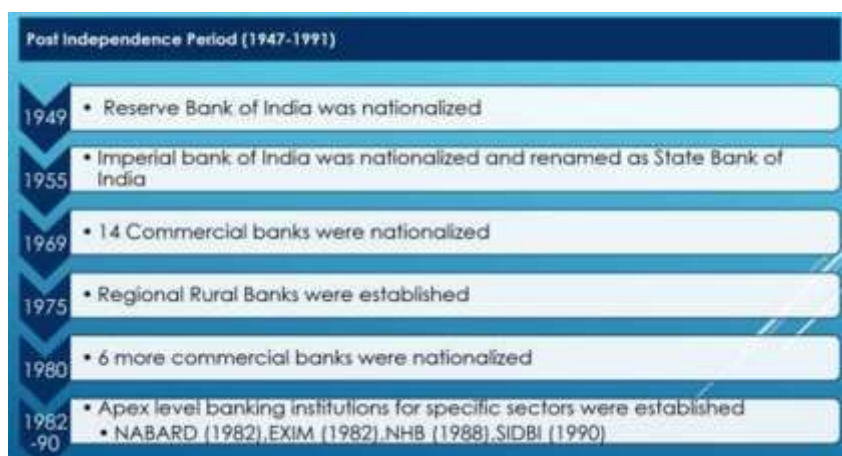 Post Independence Period (1947-1991)
1949
• Reserve Bank of India was nationalized
1955
• Imperial bank of India was nationalized and renamed as State Bank of
India
1969
• 14 Commercial banks were nationalized
1975
• Regional Rural Banks were established
1980
• 6 more commercial banks were nationalized
1982
-90
• Apex level banking institutions for specific sectors were established
• NABARD (1982),EXIM (1982),NHB (1988),SIDBI (1990)